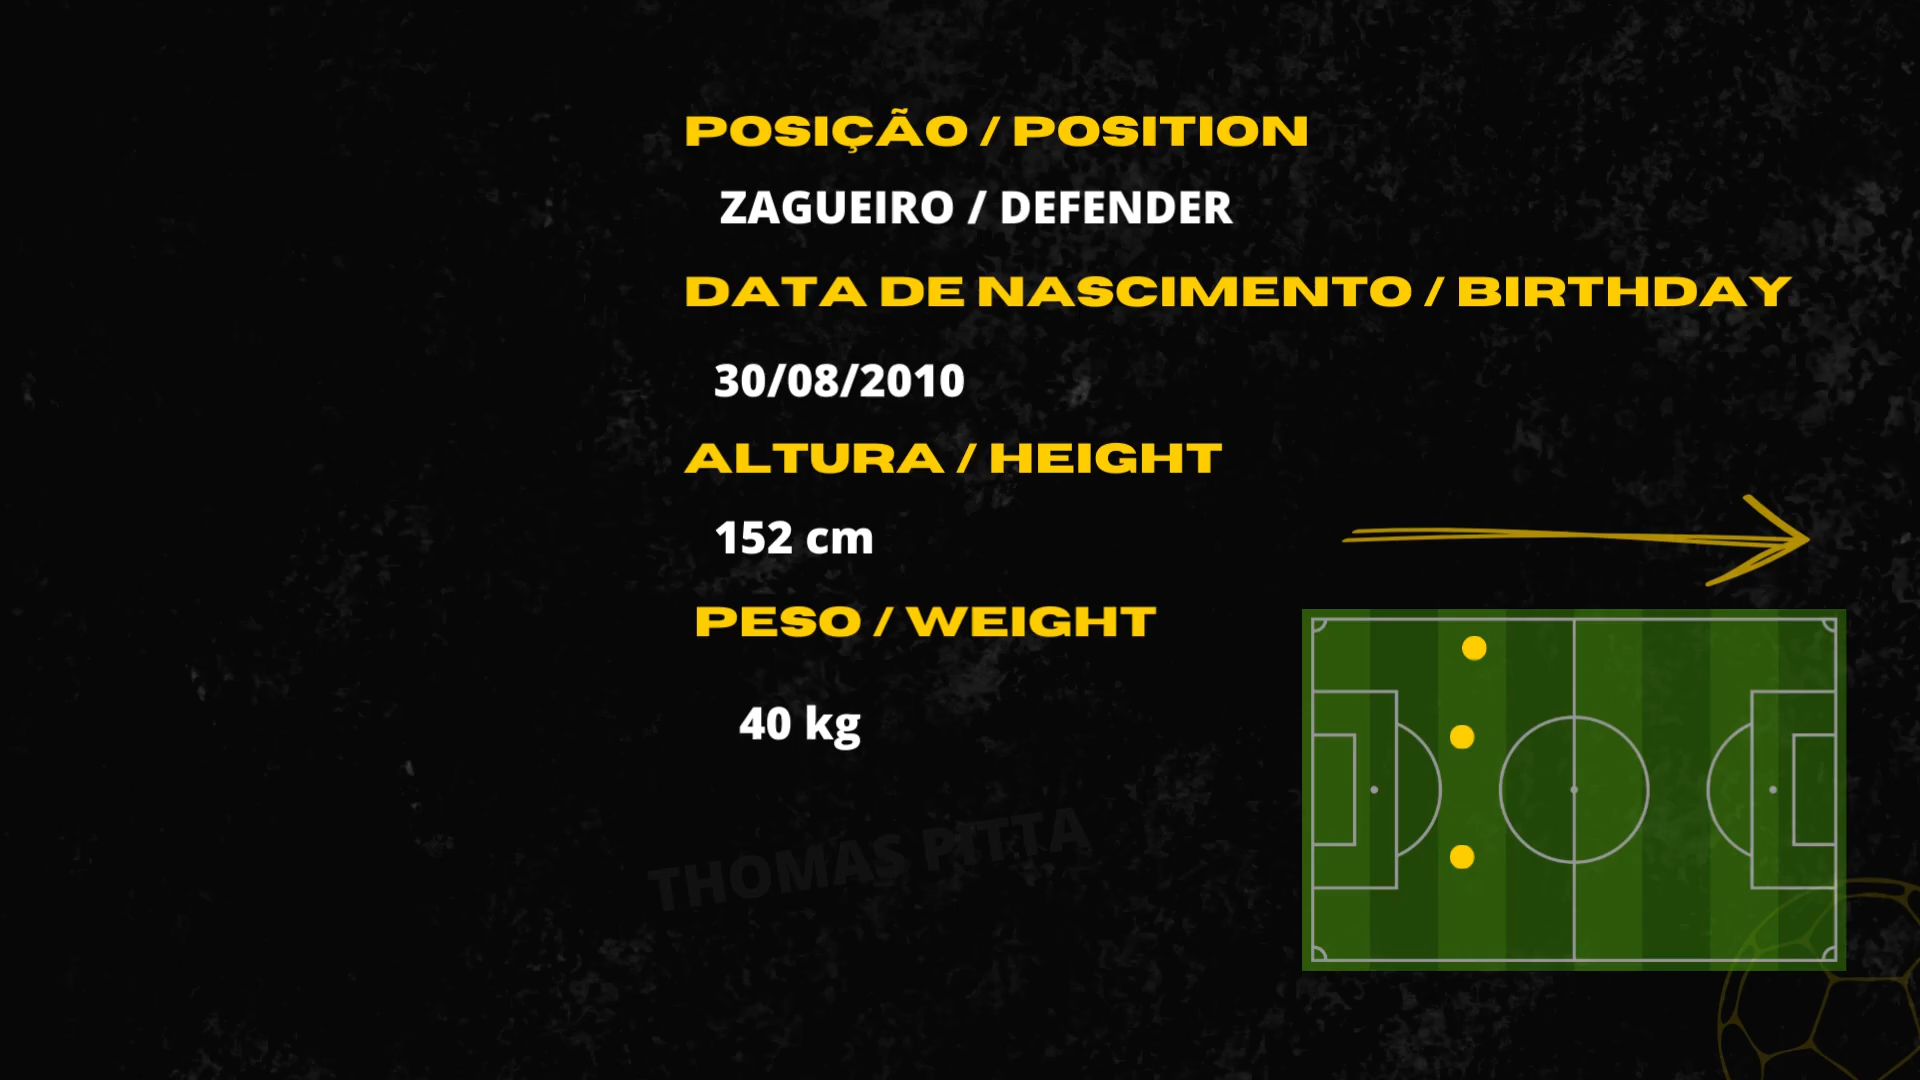 POSIÇÃO / POSITION
ZAGUEIRO / DEFENDER
DATA DE NASCIMENTO / BIRTHDAY
30/08/2010
ALTURA / HEIGHT
152 cm
PESO / WEIGHT
40 kg
THOMAS PITTA